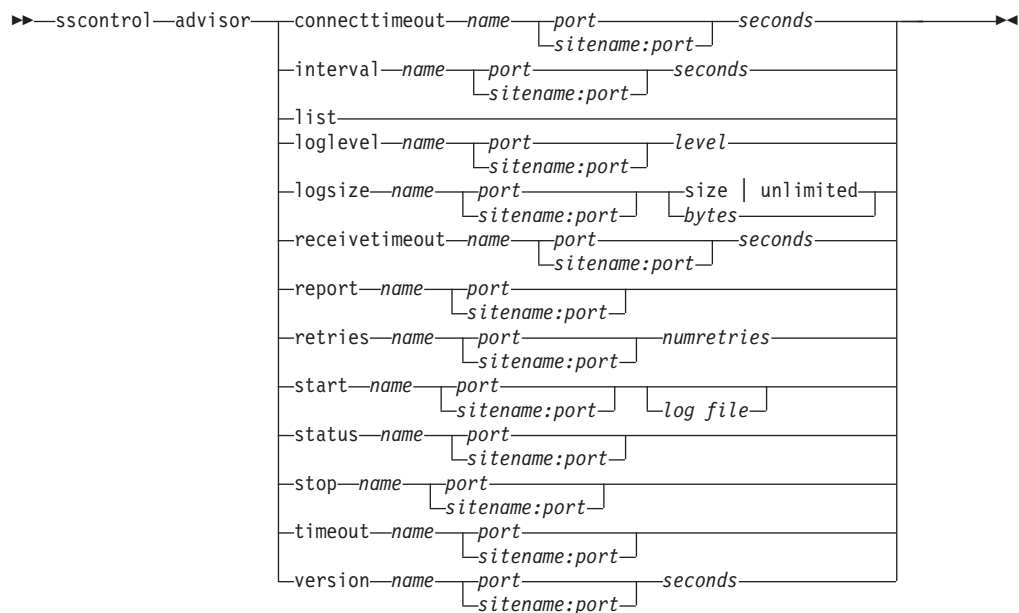 sscontrol advisor connecttimeout name port seconds
sitename:port
interval name port seconds
sitename:port
list
loglevel name port level
sitename:port
logsize name port size | unlimited
sitename:port bytes
receivetimeout name port seconds
sitename:port
report name port
sitename:port
retries name port numretries
sitename:port
start name port
sitename:port log file
status name port
sitename:port
stop name port
sitename:port
timeout name port
sitename:port
version name port seconds
sitename:port